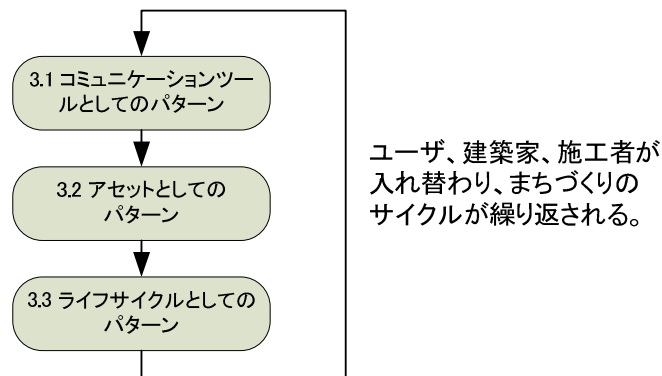 3.1 コミュニケーションツー
ルとしてのパターン
3.2 アセットとしての
パターン
3.3 ライフサイクルとしての
パターン
ユーザ、建築家、施工者が
入れ替わり、まちづくりの
サイクルが繰り返される。